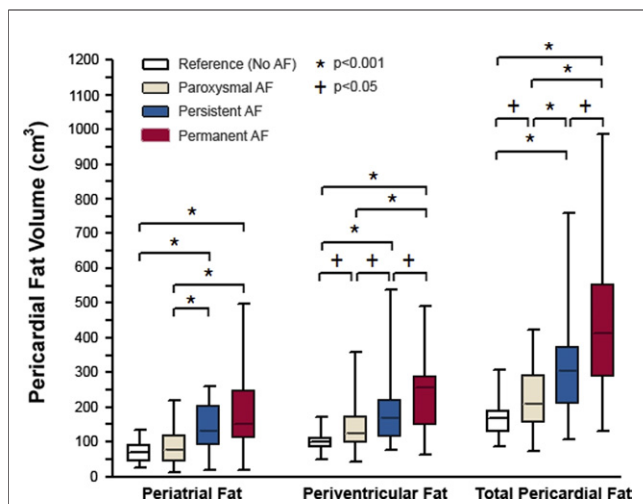 Pericardial Fat Volume (cm³)
1200
1100
1000
900
800
700
600
500
400
300
200
100
0
Reference (No AF)
Paroxysmal AF
Persistent AF
Permanent AF
* p<0.001
+ p<0.05
*
*
*
*
*
*
*
+
+
+
*
*
+
*
+
*
Periatrial Fat
Periventricular Fat
Total Pericardial Fat